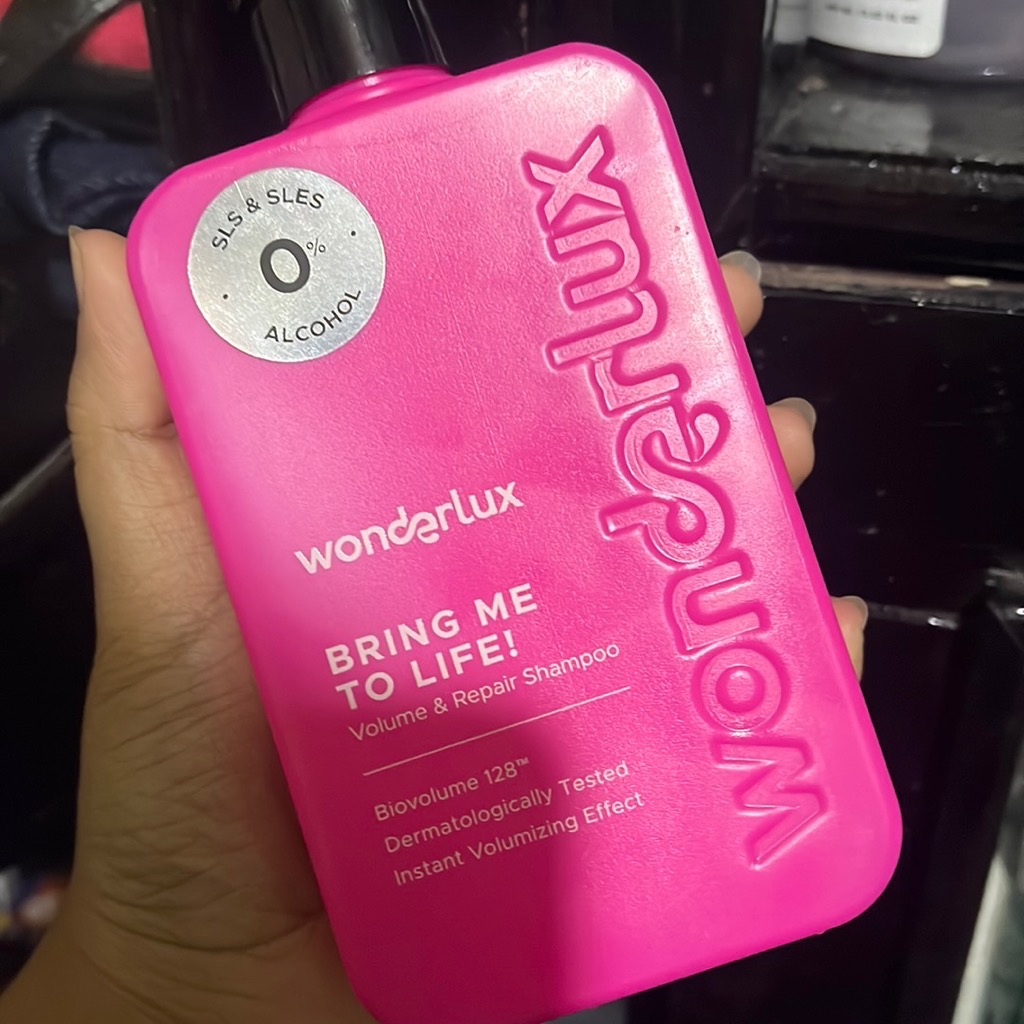 SLS & SLES
0%
ALCOHOL
wonderlux
wonderlux
BRING ME
TO LIFE!
Volume & Repair Shampoo
Biovolume 128™
Dermatologically Tested
Instant Volumizing Effect